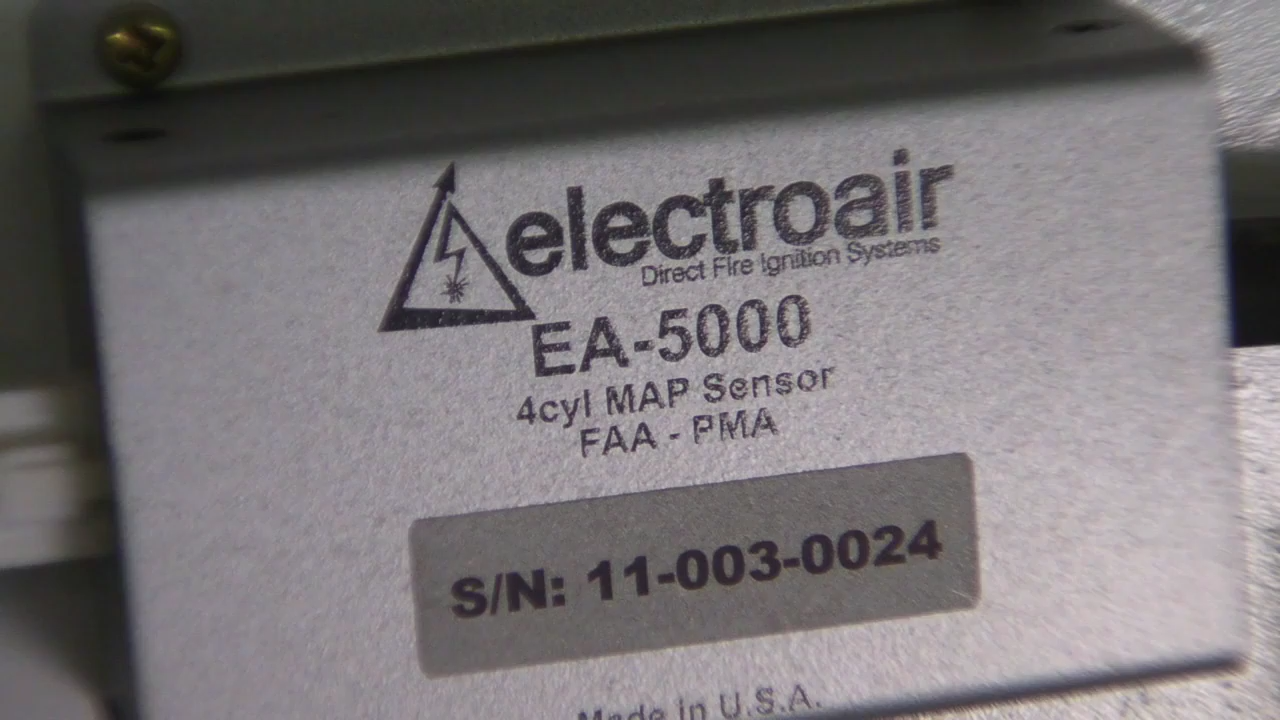 electroair
Direct Fire Ignition Systems
EA-5000
4cyl MAP Sensor
FAA - PMA
S/N: 11-003-0024
Made in U.S.A.